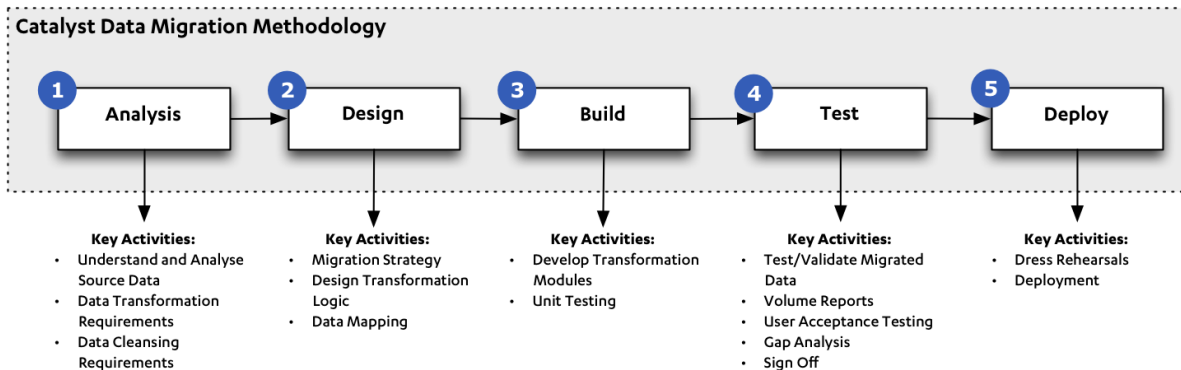 Catalyst Data Migration Methodology
1
Analysis
2
Design
3
Build
4
Test
5
Deploy
Key Activities:
• Understand and Analyse
Source Data
• Data Transformation
Requirements
• Data Cleansing
Requirements
Key Activities:
• Migration Strategy
• Design Transformation
Logic
• Data Mapping
Key Activities:
• Develop Transformation
Modules
• Unit Testing
Key Activities:
• Test/Validate Migrated
Data
• Volume Reports
• User Acceptance Testing
• Gap Analysis
• Sign Off
Key Activities:
• Dress Rehearsals
• Deployment